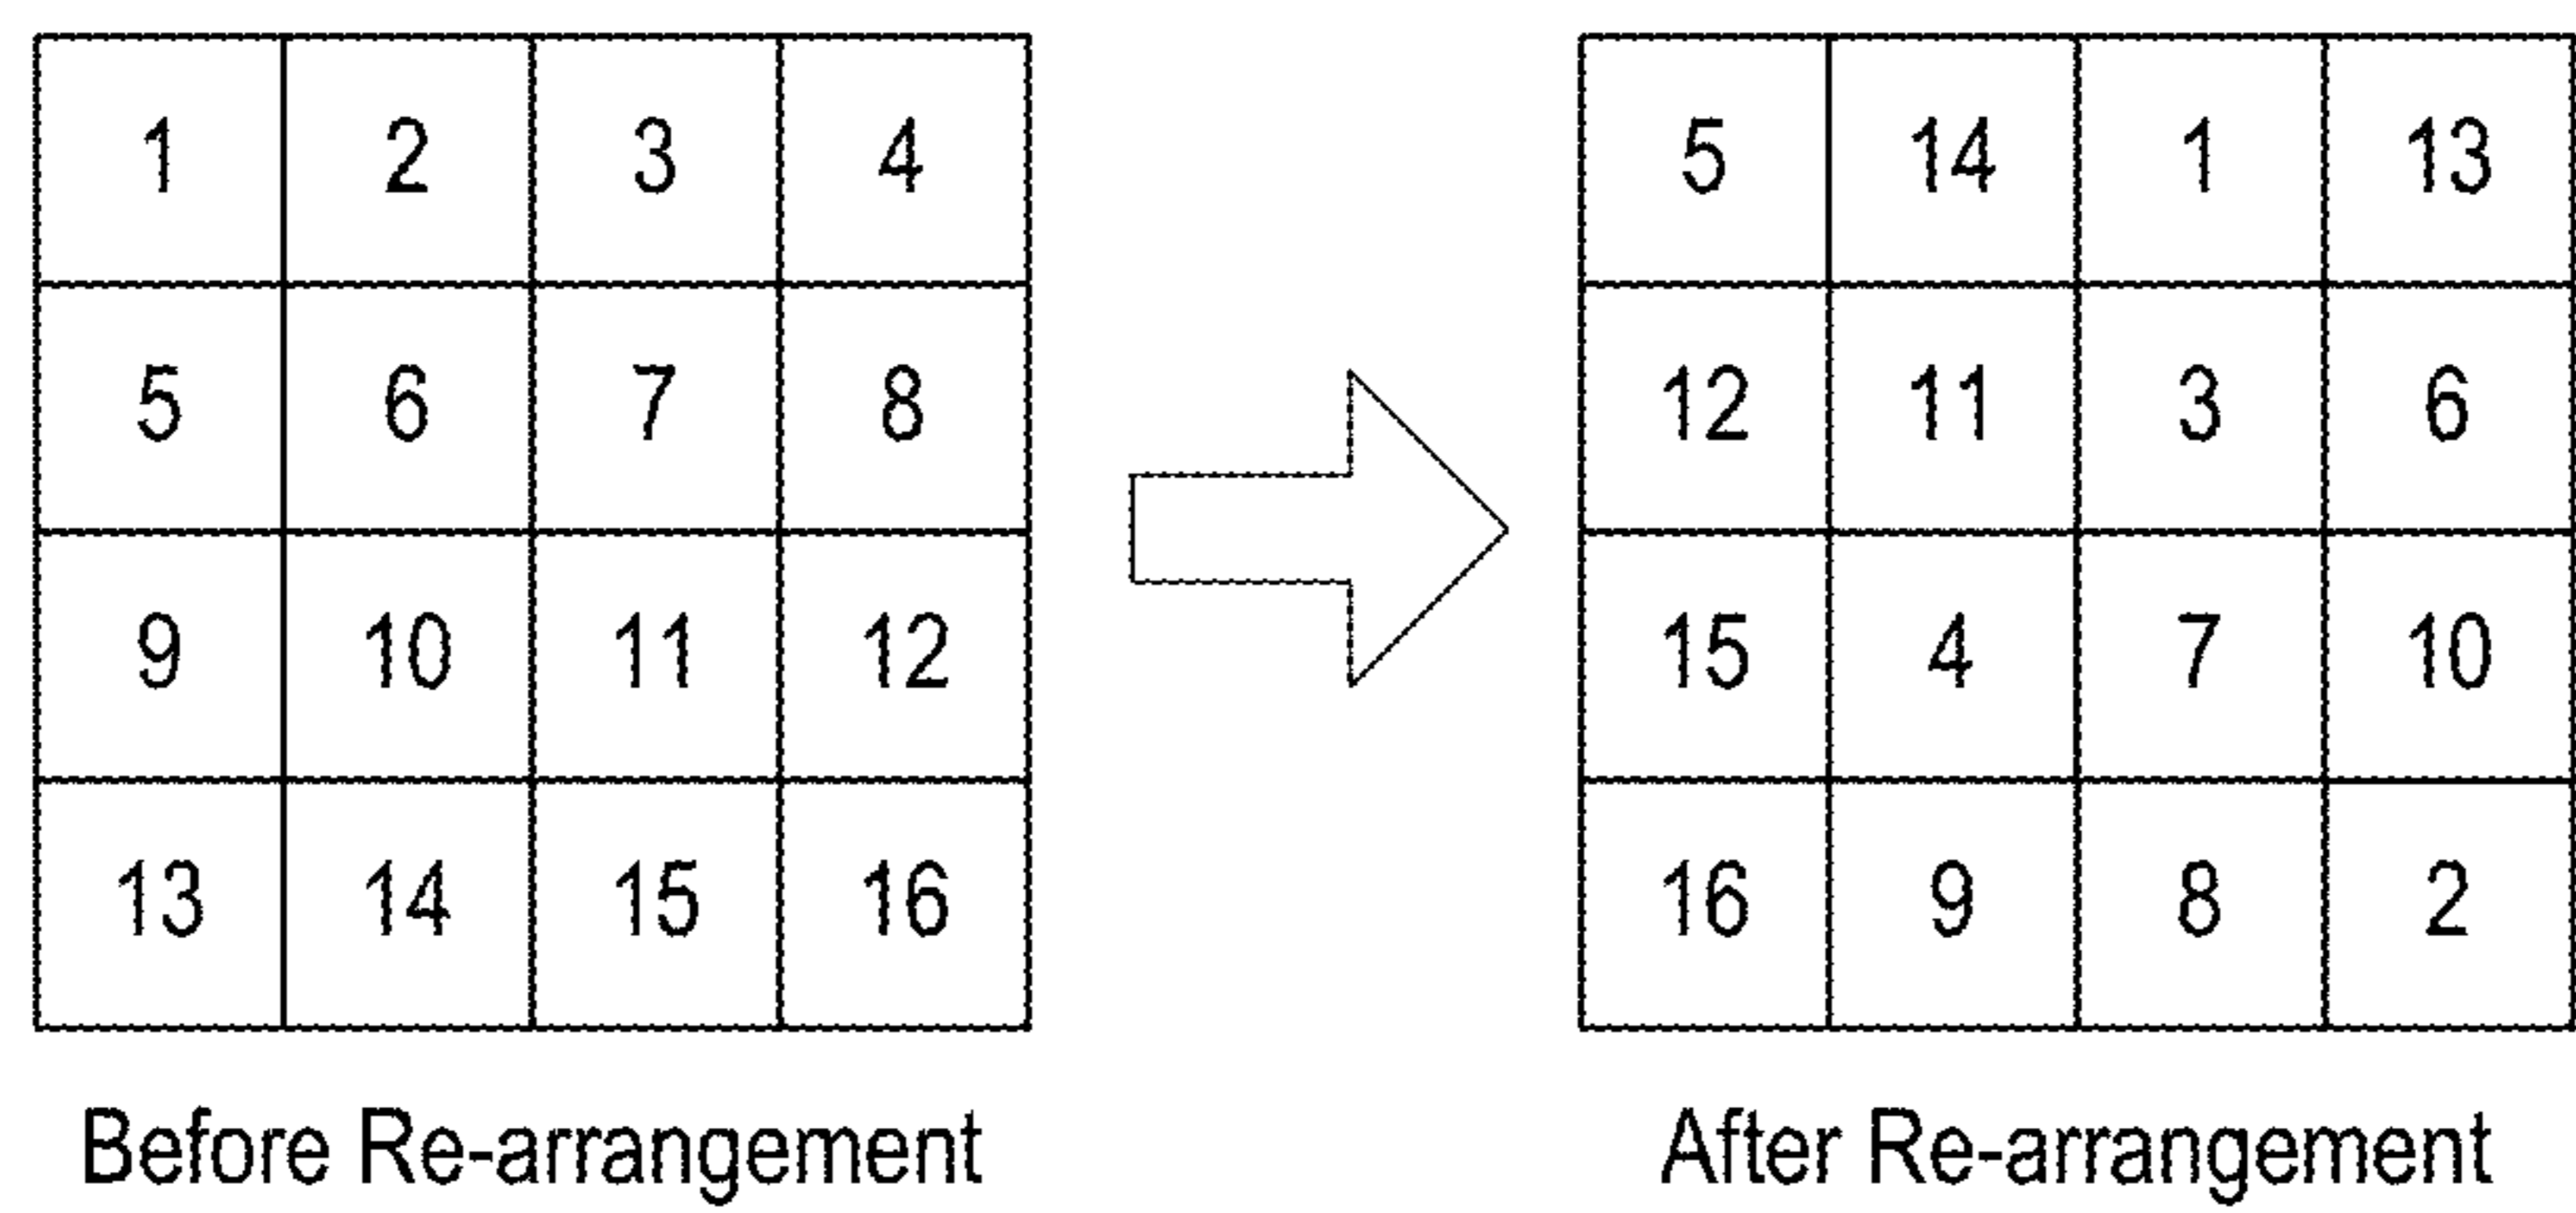 1 2 3 4
5 6 7 8
9 10 11 12
13 14 15 16
Before Re-arrangement
5 14 1 13
12 11 3 6
15 4 7 10
16 9 8 2
After Re-arrangement